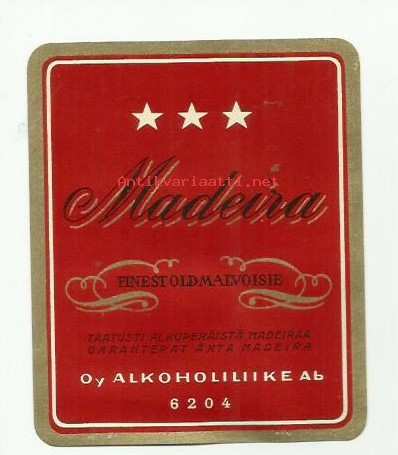 Madeira
Antikvariaatti.net
FINEST OLD MALVOISIE
TAATUSTI ALKUPERÄISTÄ MADEIRAA
GARANTERAT ÄKTA MADEIRA
Oy ALKOHOLILIIKE Ab
6204